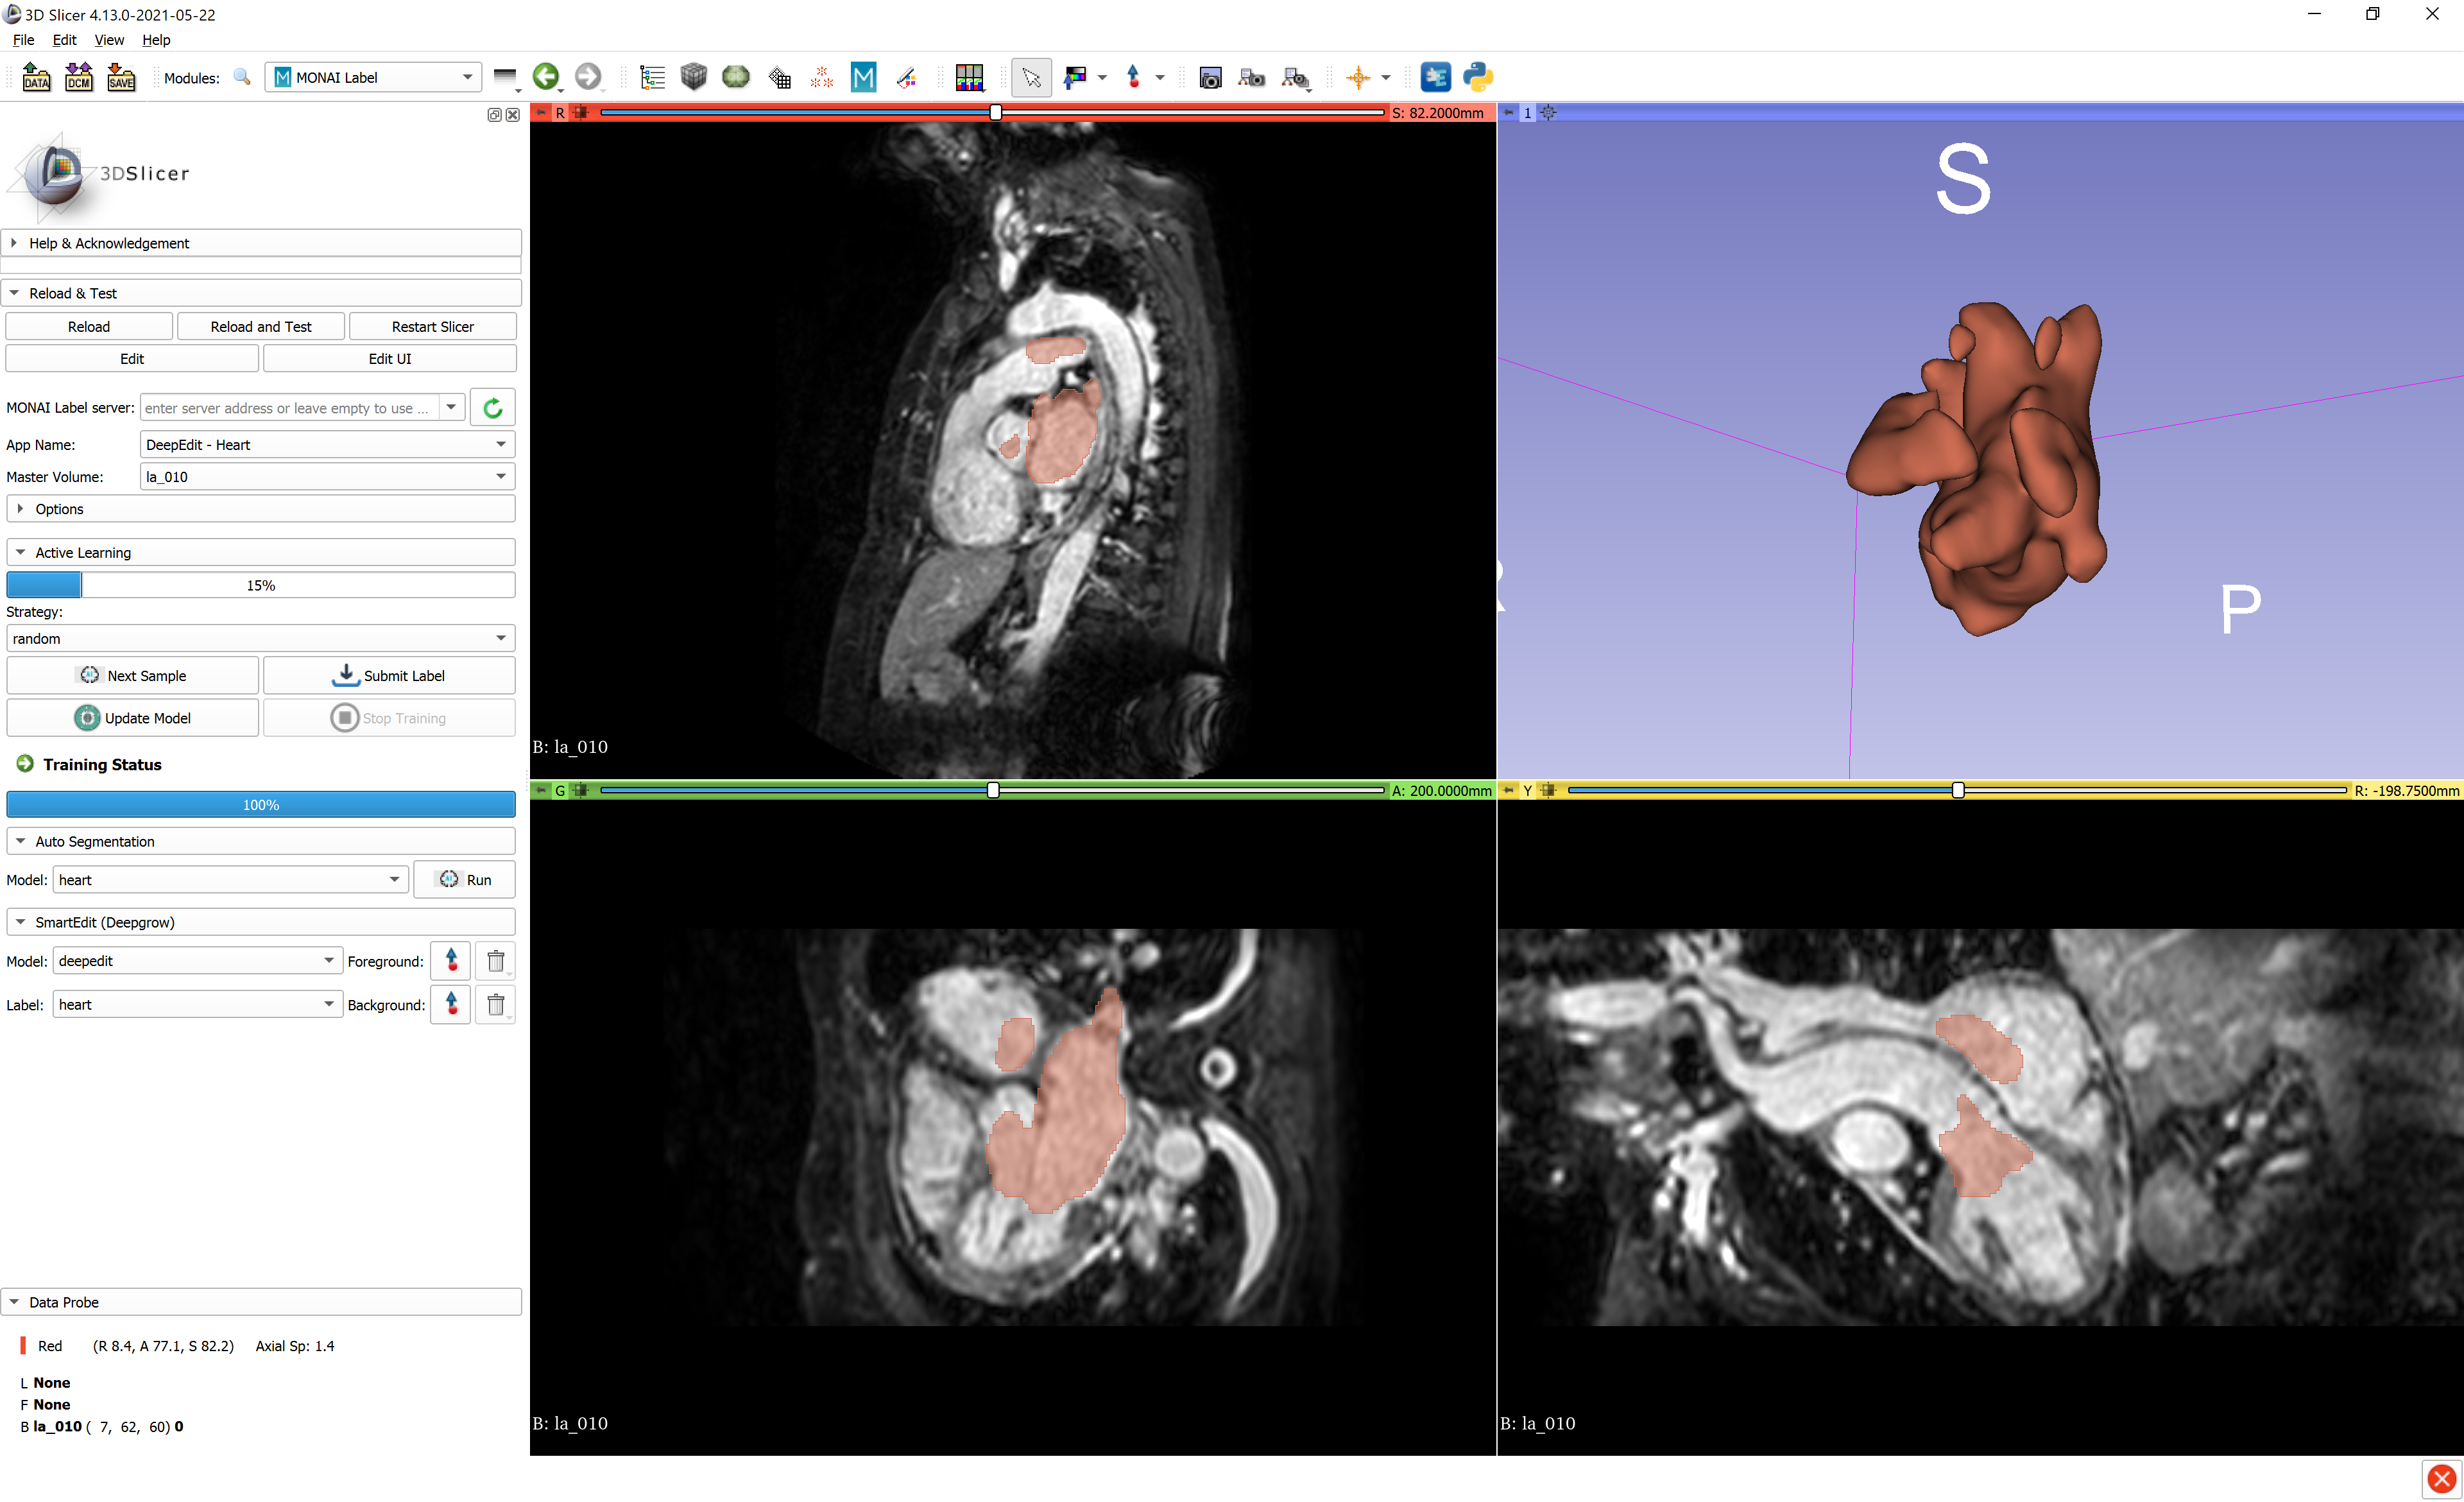 3D Slicer 4.13.0-2021-05-22
File Edit View Help
DATA DCM SAVE Modules: M MONAI Label M
R S: 82.2000mm
1
3DSlicer
Help & Acknowledgement
Reload & Test
Reload Reload and Test Restart Slicer
Edit Edit UI
MONAI Label server: enter server address or leave empty to use ...
App Name: DeepEdit - Heart
Master Volume: la_010
Options
Active Learning
15%
Strategy:
random
Next Sample Submit Label
Update Model Stop Training
Training Status
100%
Auto Segmentation
Model: heart Run
SmartEdit (Deepgrow)
Model: deepedit Foreground:
Label: heart Background:
Data Probe
Red (R 8.4, A 77.1, S 82.2) Axial Sp: 1.4
L None
F None
B la_010 ( 7, 62, 60) 0
B: la_010
S
R
P
G A: 200.0000mm
B: la_010
Y R: -198.7500mm
B: la_010